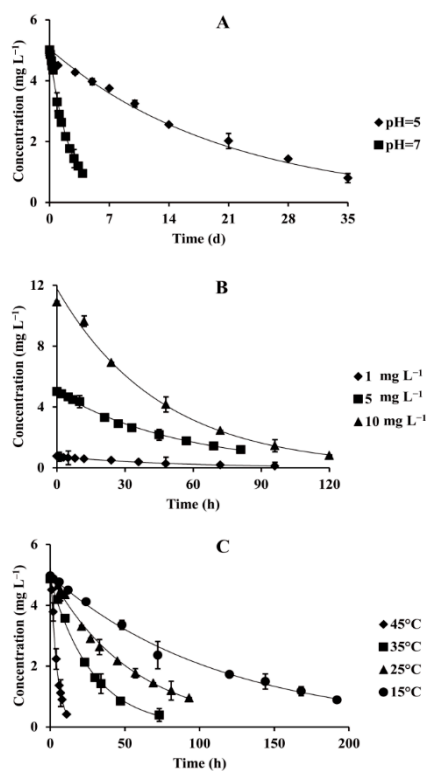 A
Concentration (mg L⁻¹)
6
4
2
0
0 7 14 21 28 35
Time (d)
pH=5
pH=7
B
Concentration (mg L⁻¹)
12
8
4
0
0 30 60 90 120
Time (h)
1 mg L⁻¹
5 mg L⁻¹
10 mg L⁻¹
C
Concentration (mg L⁻¹)
6
4
2
0
0 50 100 150 200
Time (h)
45°C
35°C
25°C
15°C